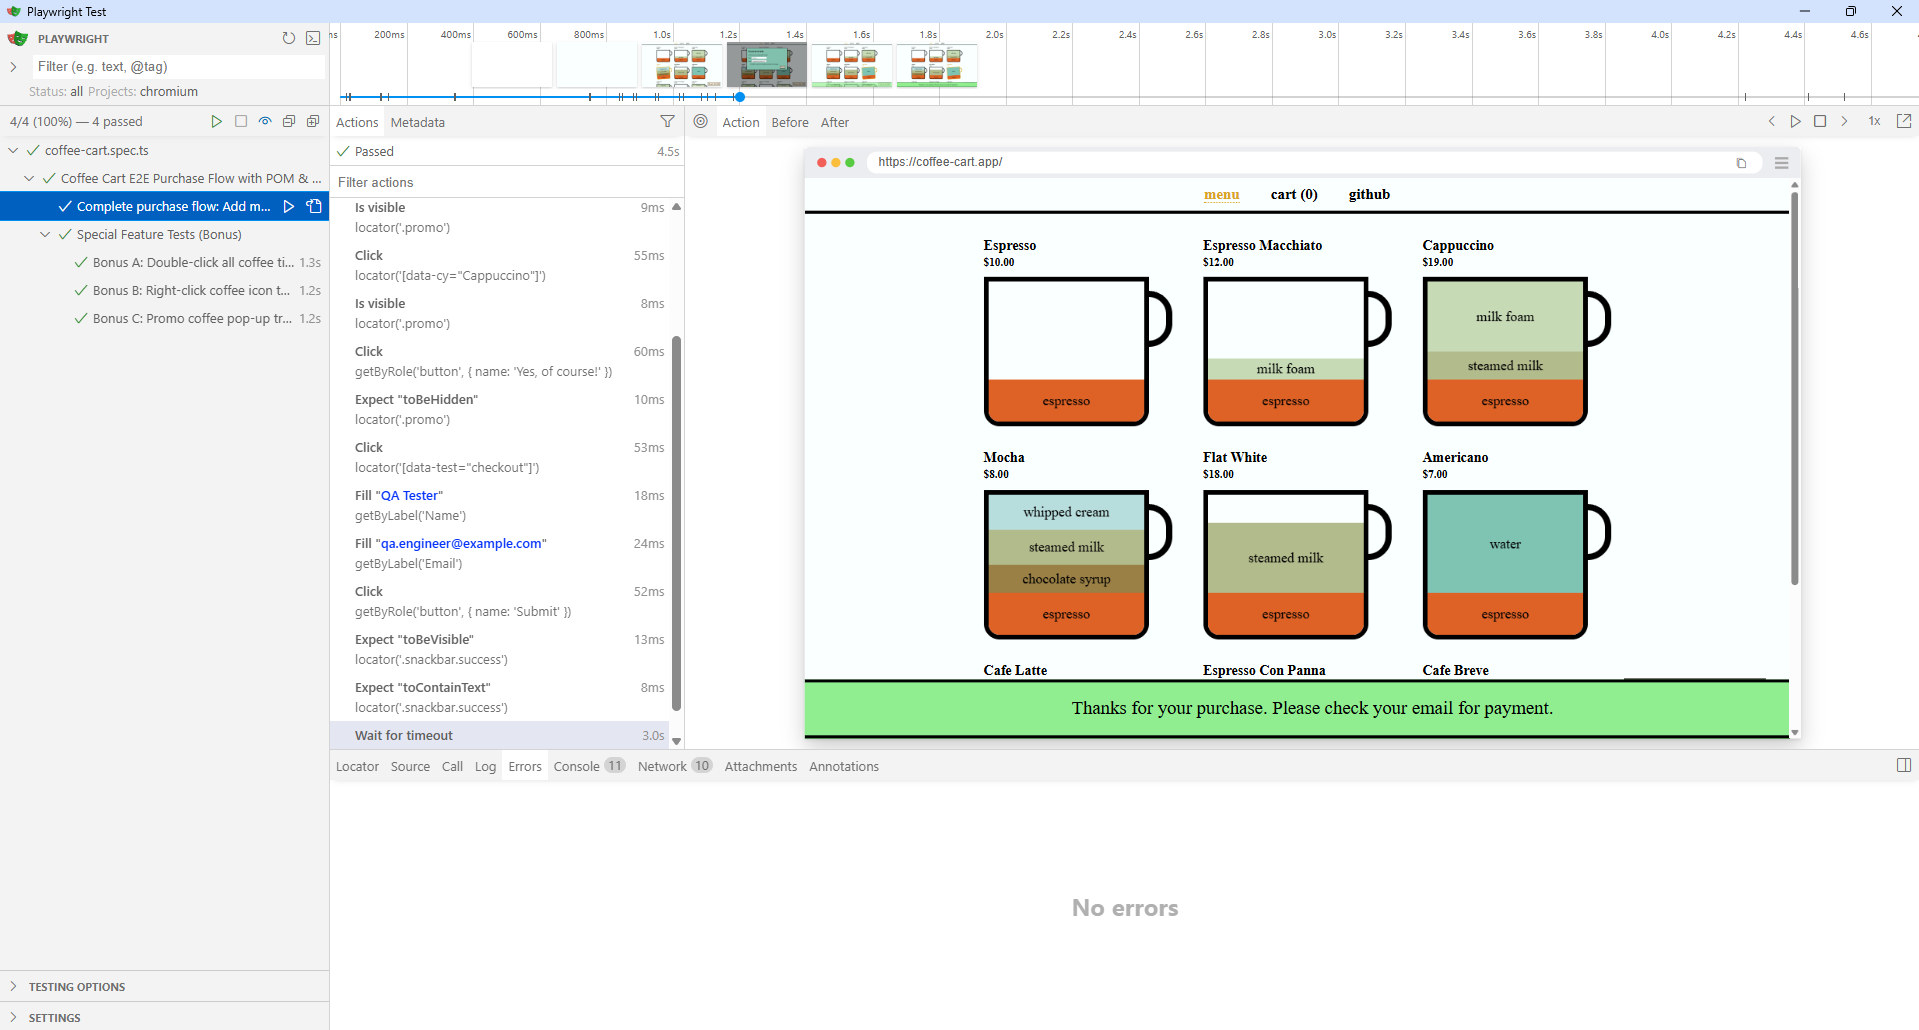 Playwright Test
PLAYWRIGHT
Filter (e.g. text, @tag)
Status: all Projects: chromium
4/4 (100%) — 4 passed
coffee-cart.spec.ts
Coffee Cart E2E Purchase Flow with POM & ...
Complete purchase flow: Add m...
Special Feature Tests (Bonus)
Bonus A: Double-click all coffee ti... 1.3s
Bonus B: Right-click coffee icon t... 1.2s
Bonus C: Promo coffee pop-up tr... 1.2s
TESTING OPTIONS
SETTINGS
200ms 400ms 600ms 800ms 1.0s 1.2s 1.4s 1.6s 1.8s 2.0s 2.2s 2.4s 2.6s 2.8s 3.0s 3.2s 3.4s 3.6s 3.8s 4.0s 4.2s 4.4s 4.6s
Actions Metadata
Passed 4.5s
Filter actions
Is visible 9ms
locator('.promo')
Click 55ms
locator('[data-cy="Cappuccino"]')
Is visible 8ms
locator('.promo')
Click 60ms
getByRole('button', { name: 'Yes, of course!' })
Expect "toBeHidden" 10ms
locator('.promo')
Click 53ms
locator('[data-test="checkout"]')
Fill "QA Tester" 18ms
getByLabel('Name')
Fill "qa.engineer@example.com" 24ms
getByLabel('Email')
Click 52ms
getByRole('button', { name: 'Submit' })
Expect "toBeVisible" 13ms
locator('.snackbar.success')
Expect "toContainText" 8ms
locator('.snackbar.success')
Wait for timeout 3.0s
Action Before After
1x
https://coffee-cart.app/
menu cart (0) github
Espresso Espresso Macchiato Cappuccino
$10.00 $12.00 $19.00
milk foam
steamed milk
milk foam
espresso espresso espresso
Mocha Flat White Americano
$8.00 $18.00 $7.00
whipped cream
steamed milk
chocolate syrup
espresso
steamed milk
espresso
water
espresso
Cafe Latte Espresso Con Panna Cafe Breve
Thanks for your purchase. Please check your email for payment.
Locator Source Call Log Errors Console 11 Network 10 Attachments Annotations
No errors